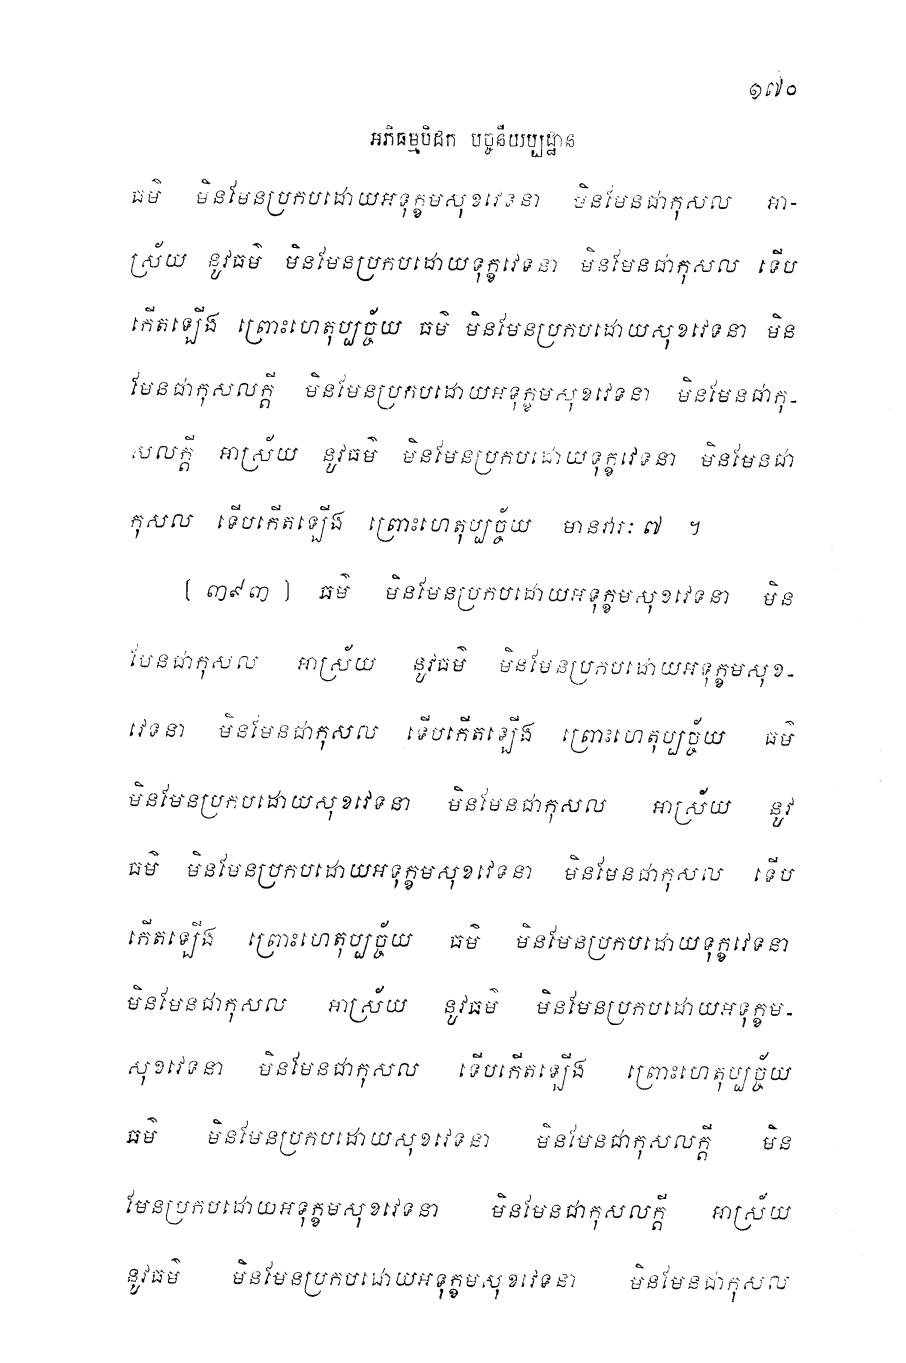 ១៧០
អភិធម្មបិដក បច្ចនីយប្បដ្ឋាន
ធម៌ មិនមែនប្រកបដោយអទុក្ខមសុខវេទនា មិនមែនជាកុសល អា-
ស្រ័យ នូវធម៌ មិនមែនប្រកបដោយទុក្ខវេទនា មិនមែនជាកុសល ទើប
កើតឡើង ព្រោះហេតុប្បច្ច័យ ធម៌ មិនមែនប្រកបដោយសុខវេទនា មិន
មែនជាកុសលក្តី មិនមែនប្រកបដោយអទុក្ខមសុខវេទនា មិនមែនជាកុ-
សលក្តី អាស្រ័យ នូវធម៌ មិនមែនប្រកបដោយទុក្ខវេទនា មិនមែនជា
កុសល ទើបកើតឡើង ព្រោះហេតុប្បច្ច័យ មានវារៈ ៧ ។
[ ៣៩៣ ] ធម៌ មិនមែនប្រកបដោយអទុក្ខមសុខវេទនា មិន
មែនជាកុសល អាស្រ័យ នូវធម៌ មិនមែនប្រកបដោយអទុក្ខមសុខ-
វេទនា មិនមែនជាកុសល ទើបកើតឡើង ព្រោះហេតុប្បច្ច័យ ធម៌
មិនមែនប្រកបដោយសុខវេទនា មិនមែនជាកុសល អាស្រ័យ នូវ
ធម៌ មិនមែនប្រកបដោយអទុក្ខមសុខវេទនា មិនមែនជាកុសល ទើប
កើតឡើង ព្រោះហេតុប្បច្ច័យ ធម៌ មិនមែនប្រកបដោយទុក្ខវេទនា
មិនមែនជាកុសល អាស្រ័យ នូវធម៌ មិនមែនប្រកបដោយអទុក្ខម-
សុខវេទនា មិនមែនជាកុសល ទើបកើតឡើង ព្រោះហេតុប្បច្ច័យ
ធម៌ មិនមែនប្រកបដោយសុខវេទនា មិនមែនជាកុសលក្តី មិន
មែនប្រកបដោយអទុក្ខមសុខវេទនា មិនមែនជាកុសលក្តី អាស្រ័យ
នូវធម៌ មិនមែនប្រកបដោយអទុក្ខមសុខវេទនា មិនមែនជាកុសល